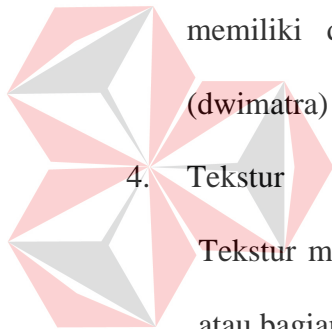 memiliki
(dwimatra)
4. Tekstur
Tekstur
atau bagian